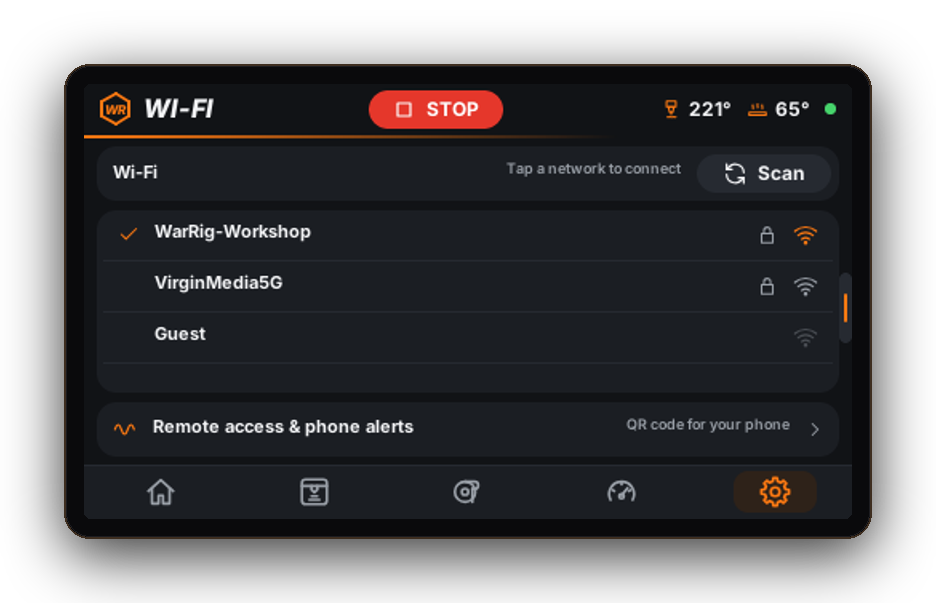 WR WI-FI STOP 221° 65°
Wi-Fi Tap a network to connect Scan
WarRig-Workshop
VirginMedia5G
Guest
Remote access & phone alerts QR code for your phone